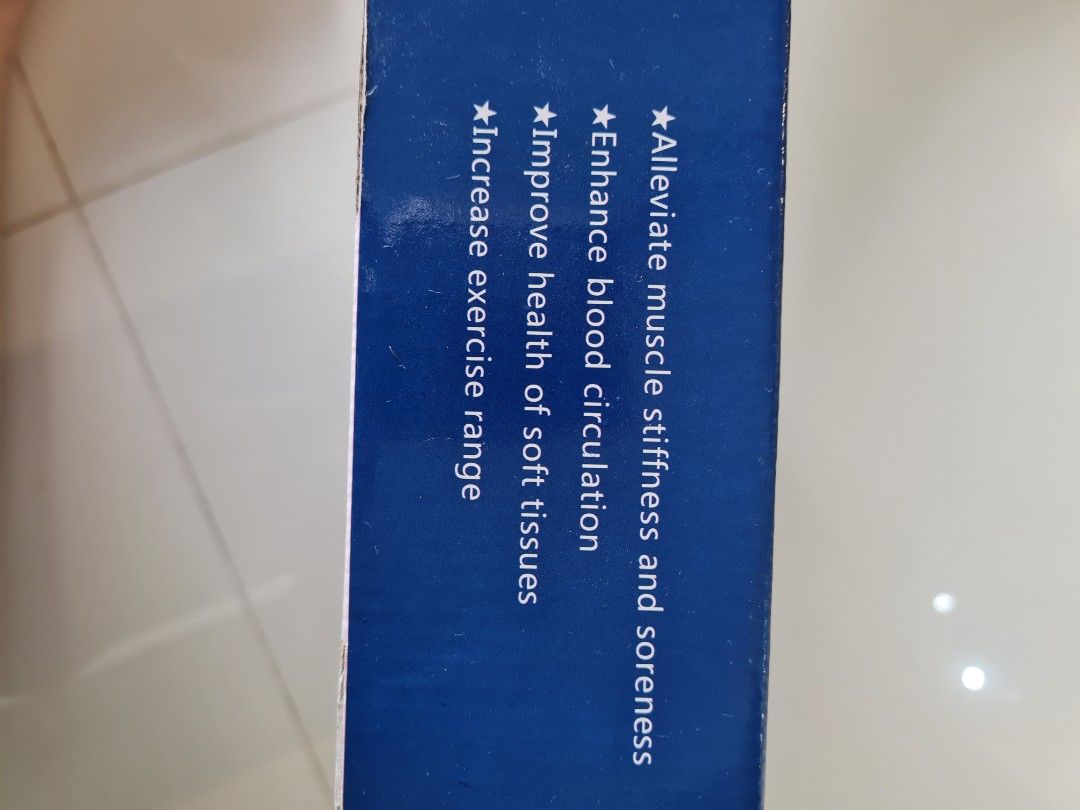 ★Alleviate muscle stiffness and soreness
★Enhance blood circulation
★Improve health of soft tissues
★Increase exercise range